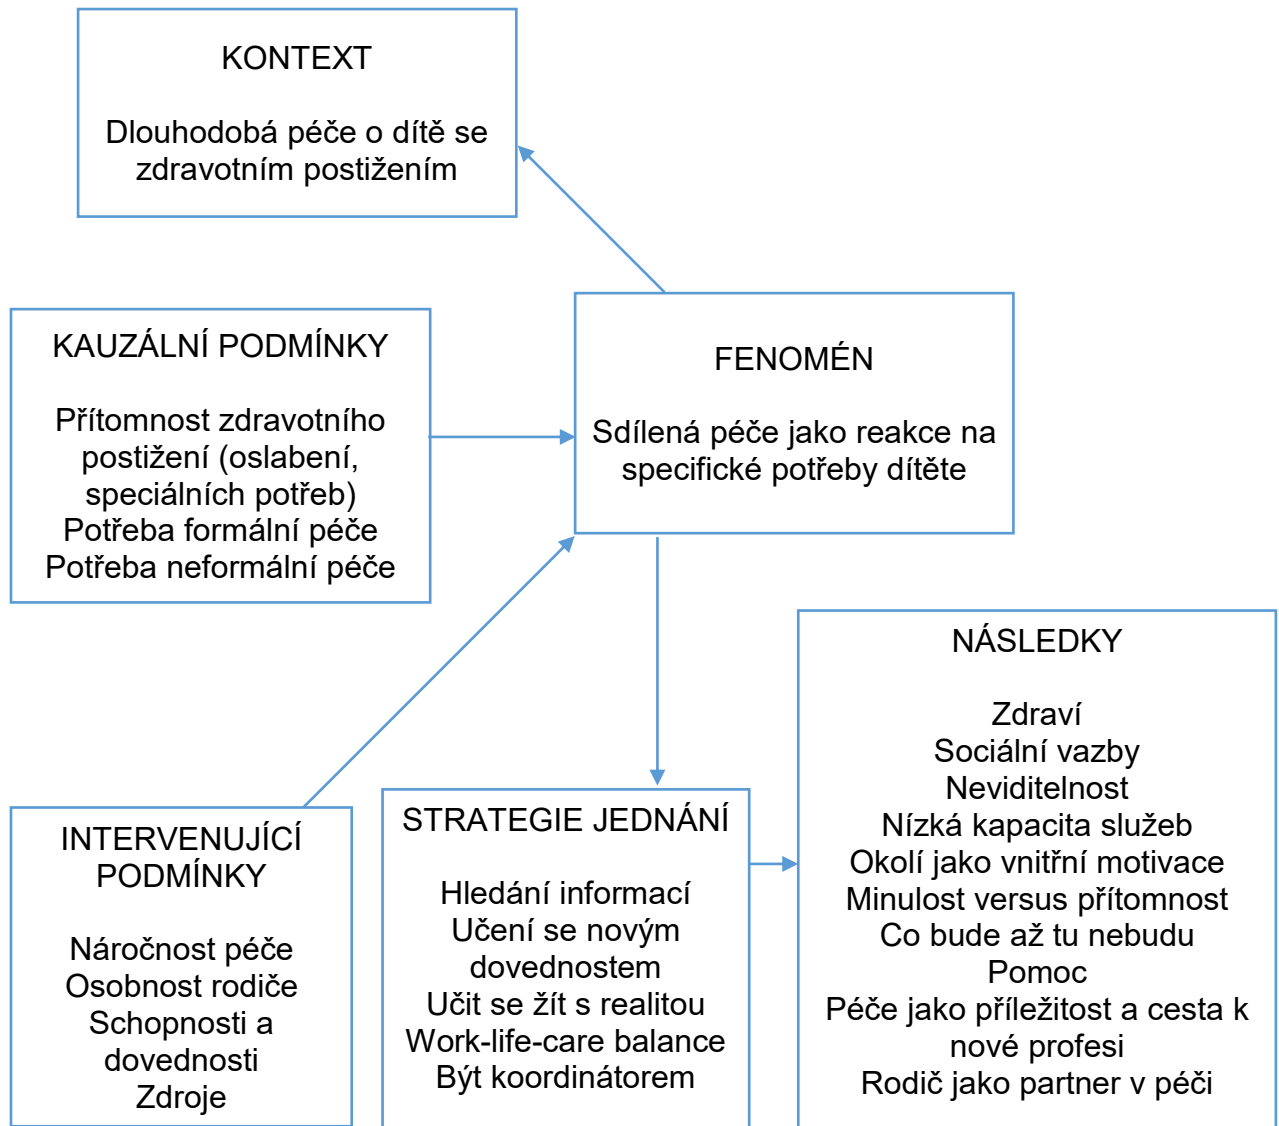 KONTEXT
Dlouhodobá péče o dítě se
zdravotním postižením
KAUZÁLNÍ PODMÍNKY
Přítomnost zdravotního
postižení (oslabení,
speciálních potřeb)
Potřeba formální péče
Potřeba neformální péče
FENOMÉN
Sdílená péče jako reakce na
specifické potřeby dítěte
INTERVENUJÍCÍ
PODMÍNKY
Náročnost péče
Osobnost rodiče
Schopnosti a
dovednosti
Zdroje
STRATEGIE JEDNÁNÍ
Hledání informací
Učení se novým
dovednostem
Učit se žít s realitou
Work-life-care balance
Být koordinátorem
NÁSLEDKY
Zdraví
Sociální vazby
Neviditelnost
Nízká kapacita služeb
Okolí jako vnitřní motivace
Minulost versus přítomnost
Co bude až tu nebudu
Pomoc
Péče jako příležitost a cesta k
nové profesi
Rodič jako partner v péči